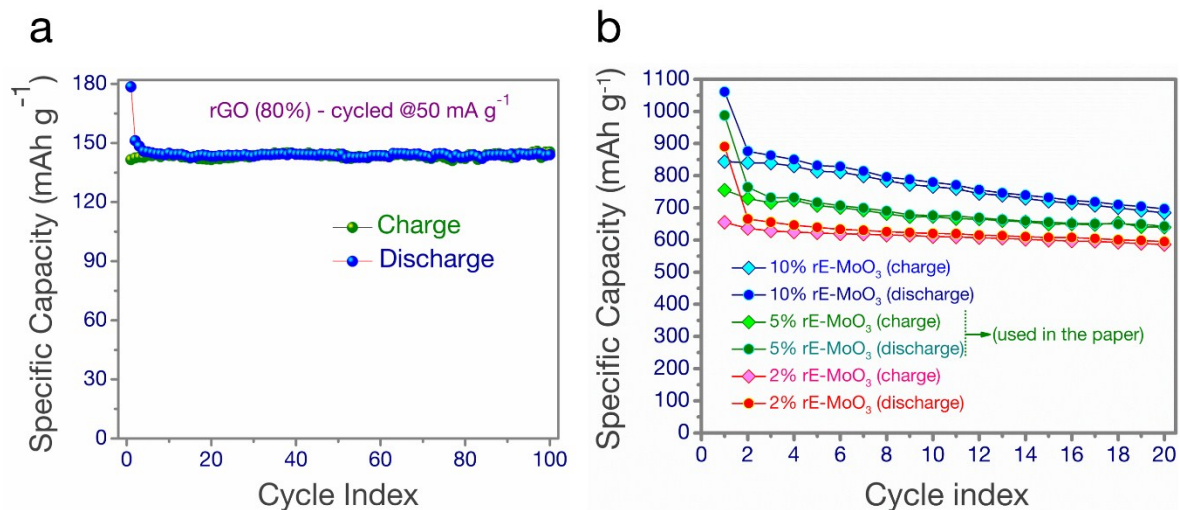 a
180
150
120
90
60
30
0
Specific Capacity (mAh g⁻¹)
rGO (80%) - cycled @50 mA g⁻¹
Charge
Discharge
0 20 40 60 80 100
Cycle Index
b
1100
1000
900
800
700
600
500
400
300
200
100
0
Specific Capacity (mAh g⁻¹)
10% rE-MoO₃ (charge)
10% rE-MoO₃ (discharge)
5% rE-MoO₃ (charge)
(used in the paper)
5% rE-MoO₃ (discharge)
2% rE-MoO₃ (charge)
2% rE-MoO₃ (discharge)
0 2 4 6 8 10 12 14 16 18 20
Cycle index